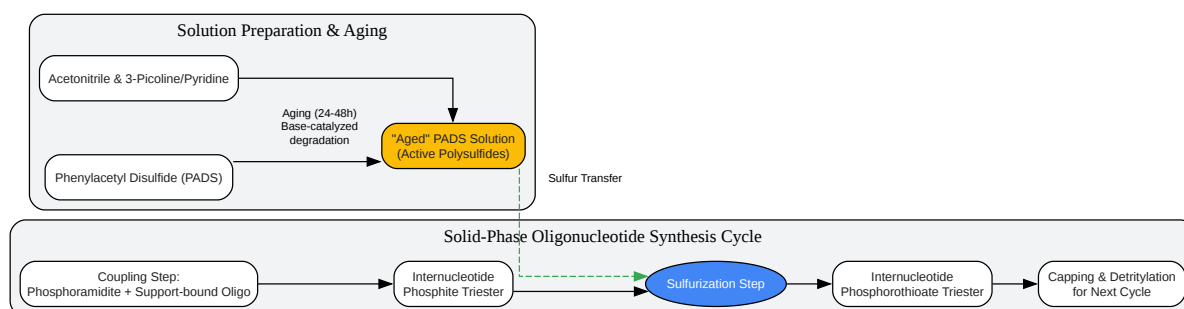 Solution Preparation & Aging
Acetonitrile & 3-Picoline/Pyridine
Aging (24-48h)
Base-catalyzed
degradation
"Aged" PADS Solution
(Active Polysulfides)
Phenylacetyl Disulfide (PADS)
Sulfur Transfer
Solid-Phase Oligonucleotide Synthesis Cycle
Coupling Step:
Phosphoramidite + Support-bound Oligo
Internucleotide
Phosphite Triester
Sulfurization Step
Internucleotide
Phosphorothioate Triester
Capping & Detritylation
for Next Cycle